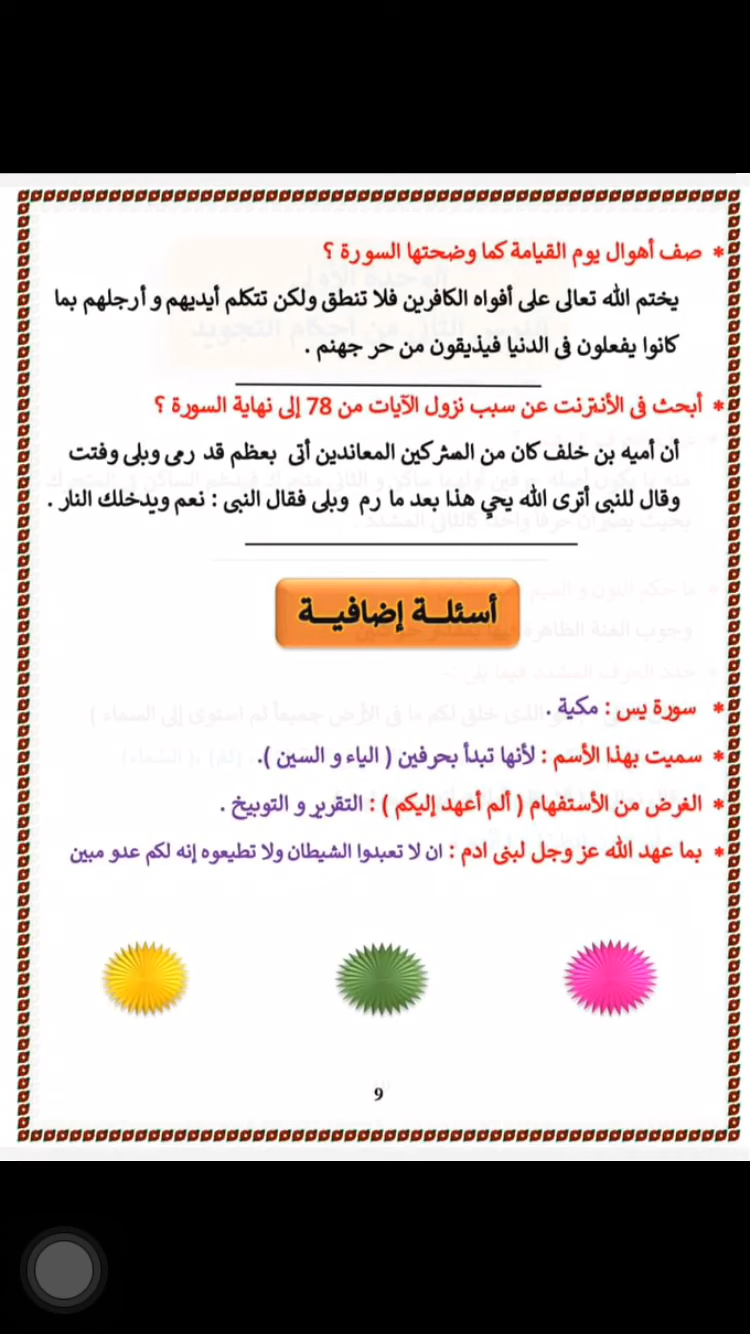 * صف أهوال يوم القيامة كما وضحتها السورة ؟
يختم الله تعالى على أفواه الكافرين فلا تنطق ولكن تتكلم أيديهم و أرجلهم بما
كانوا يفعلون فى الدنيا فيذيقون من حر جهنم .
* أبحث فى الأنترنت عن سبب نزول الآيات من 78 إلى نهاية السورة ؟
أن أميه بن خلف كان من المشركين المعاندين أتى بعظم قد رمى وبلى وفتت
وقال للنبى أترى الله يحيِ هذا بعد ما رم وبلى فقال النبى : نعم ويدخلك النار .
أسئلــة إضافيــة
* سورة يس : مكية .
* سميت بهذا الأسم : لأنها تبدأ بحرفين ( الياء و السين ).
* الغرض من الأستفهام ( ألم أعهد إليكم ) : التقرير و التوبيخ .
* بما عهد الله عز وجل لبنى ادم : ان لا تعبدوا الشيطان ولا تطيعوه إنه لكم عدو مبين
9